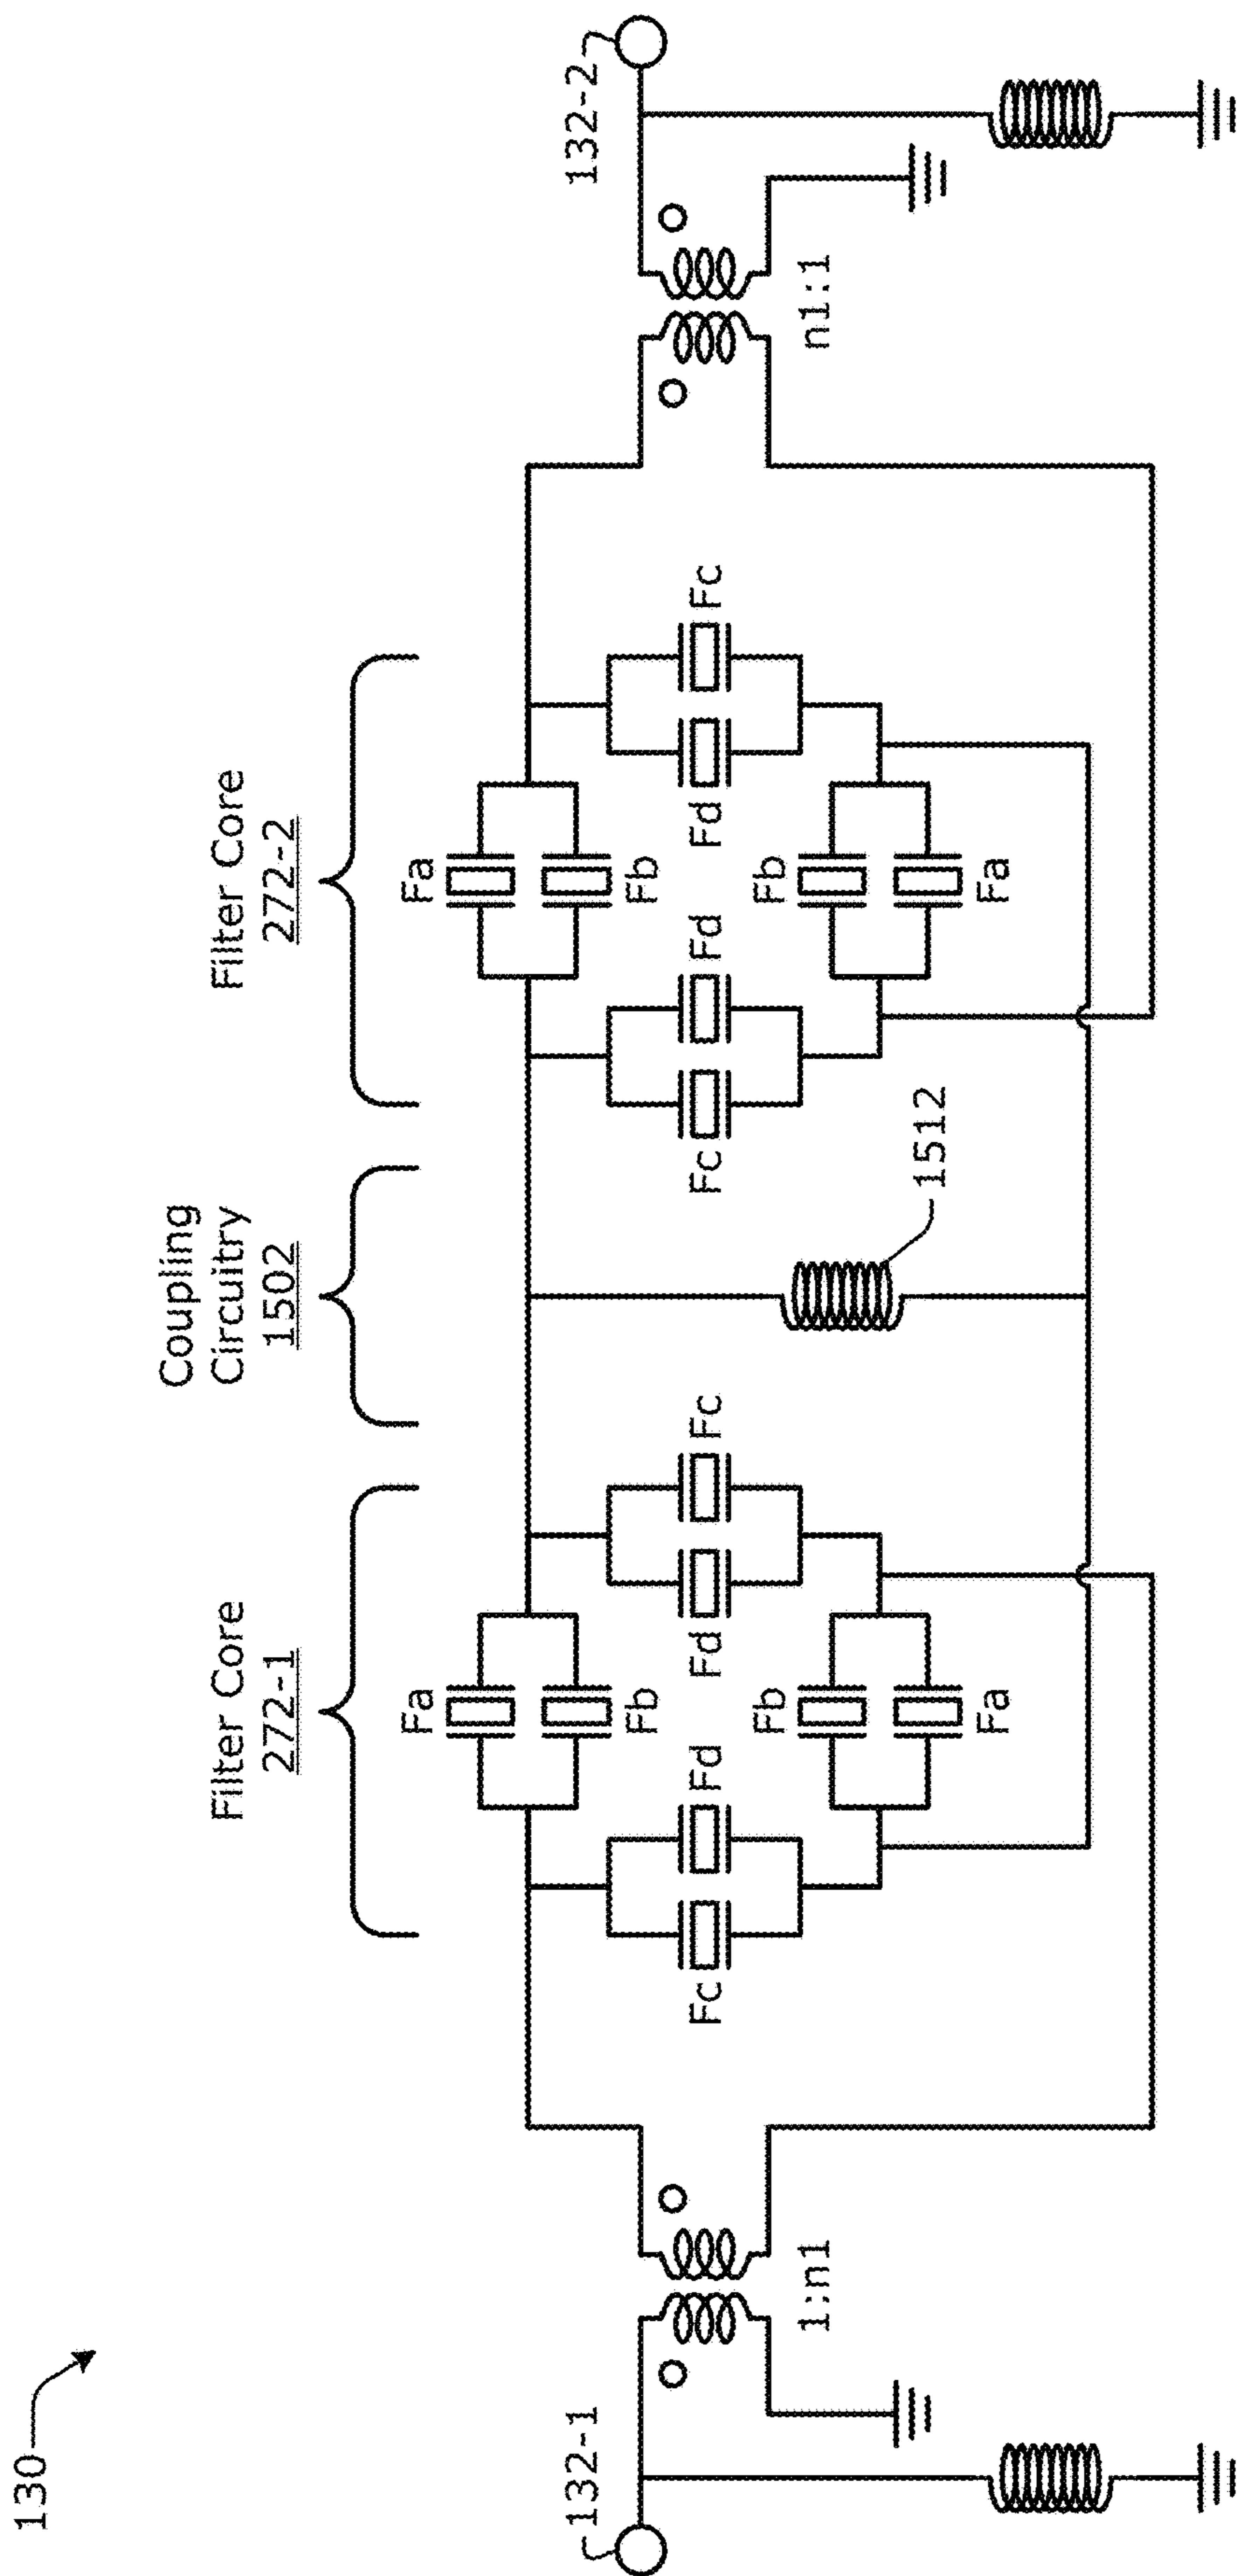 130
Coupling
Circuitry
1502
Filter Core
272-1
Filter Core
272-2
Fa
Fb
Fc
Fd
Fd
Fc
Fb
Fa
Fa
Fb
Fc
Fd
Fd
Fc
Fb
Fa
132-1
1:n1
1512
132-2
n1:1